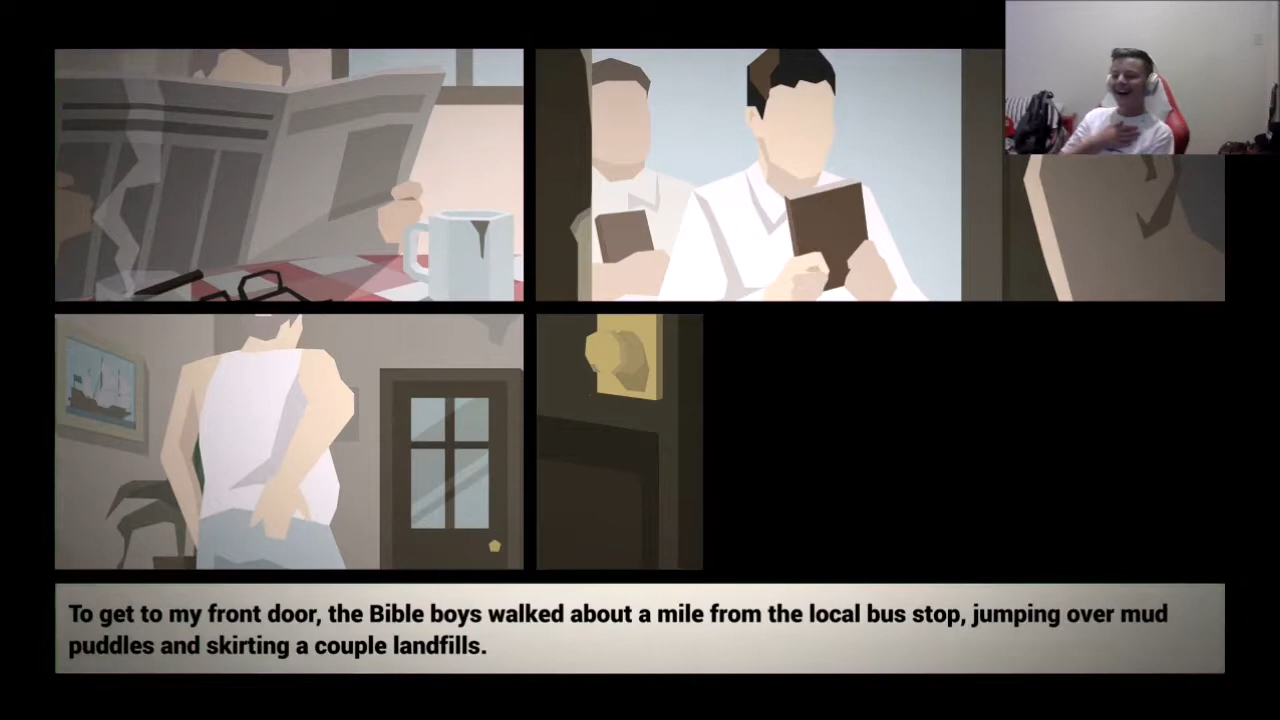 To get to my front door, the Bible boys walked about a mile from the local bus stop, jumping over mud
puddles and skirting a couple landfills.